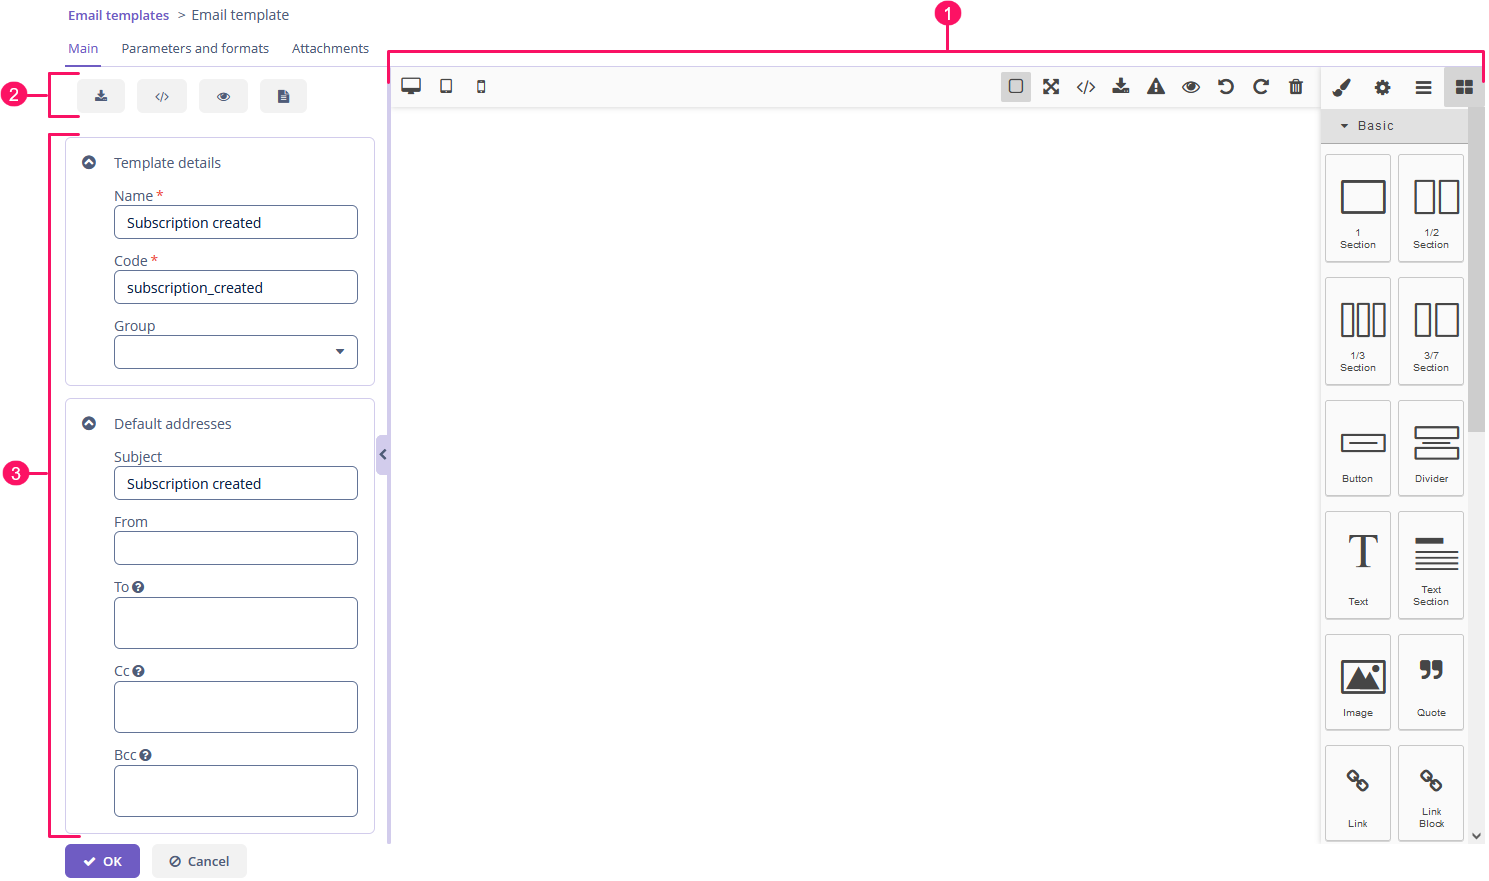 Email templates > Email template
1
Main Parameters and formats Attachments
2
Basic
Template details
Name *
Subscription created
Code *
subscription_created
Group
1
Section
1/2
Section
1/3
Section
3/7
Section
Default addresses
Subject
Subscription created
3
From
To
Cc
Bcc
Button
Divider
Text
Text
Section
Image
Quote
Link
Link
Block
OK
Cancel